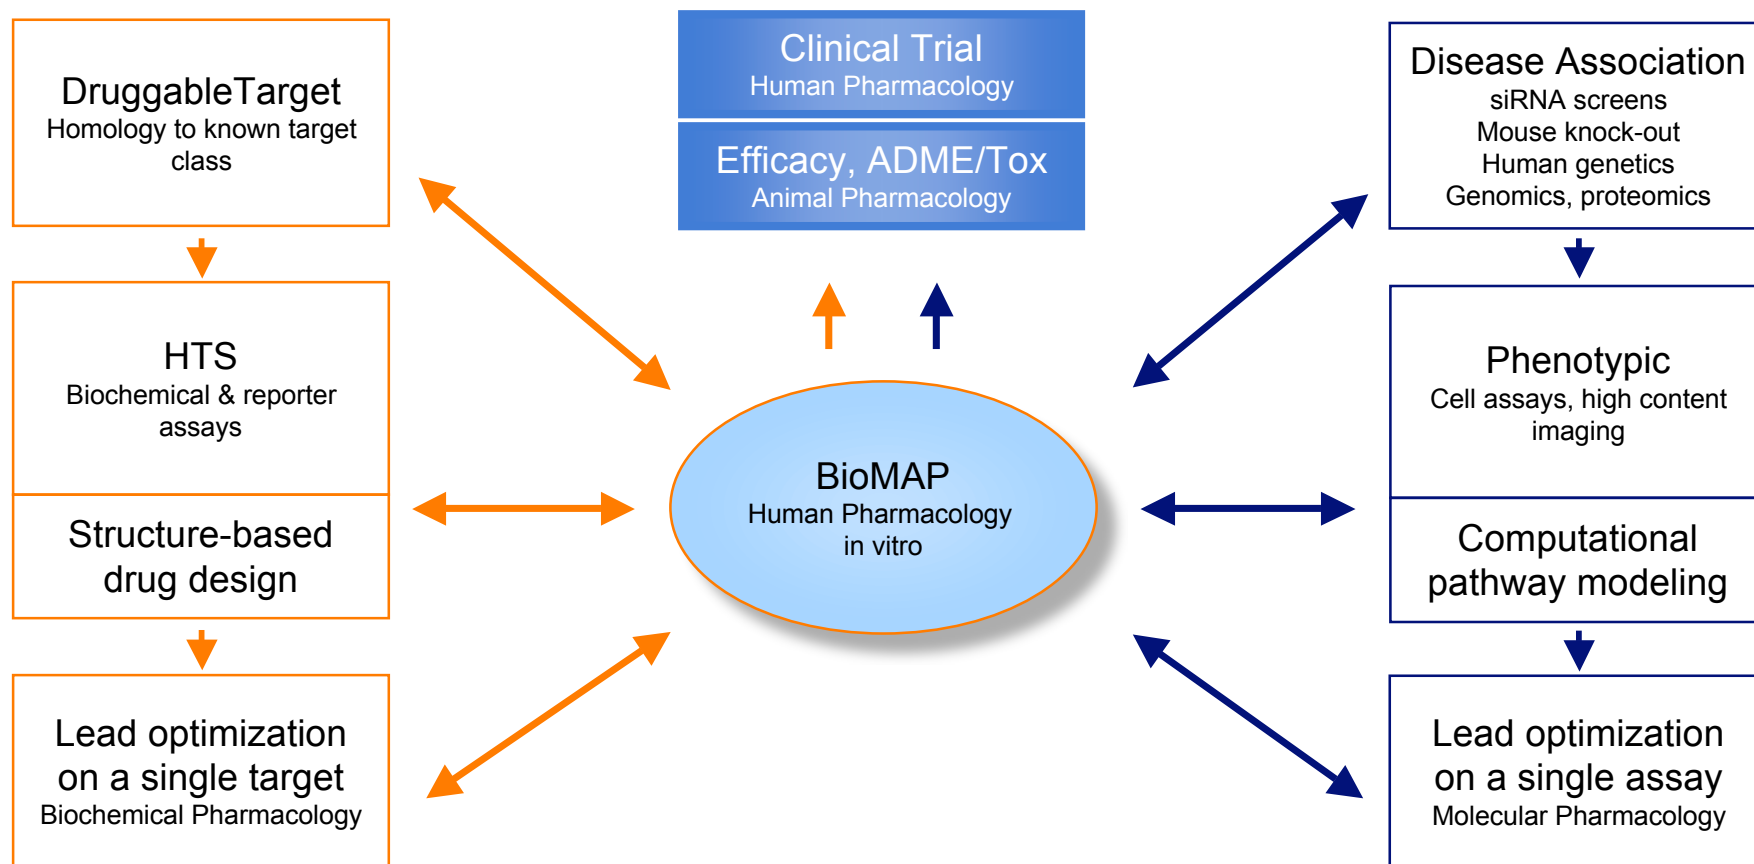 DruggableTarget
Homology to known target
class
HTS
Biochemical & reporter
assays
Structure-based
drug design
Lead optimization
on a single target
Biochemical Pharmacology
Clinical Trial
Human Pharmacology
Efficacy, ADME/Tox
Animal Pharmacology
BioMAP
Human Pharmacology
in vitro
Disease Association
siRNA screens
Mouse knock-out
Human genetics
Genomics, proteomics
Phenotypic
Cell assays, high content
imaging
Computational
pathway modeling
Lead optimization
on a single assay
Molecular Pharmacology